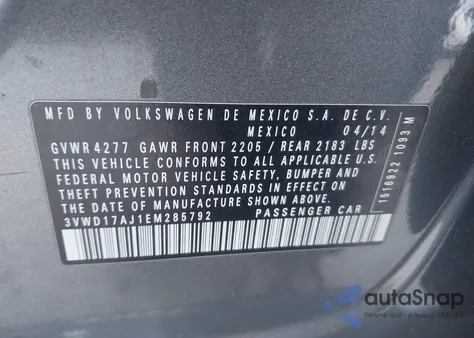 MFD BY VOLKSWAGEN DE MEXICO S.A. DE C.V.
MEXICO 04/14
GVWR 4277 GAWR FRONT 2205 / REAR 2183 LBS
THIS VEHICLE CONFORMS TO ALL APPLICABLE
FEDERAL MOTOR VEHICLE SAFETY, BUMPER, AND
THEFT PREVENTION STANDARDS IN EFFECT ON
THE DATE OF MANUFACTURE SHOWN ABOVE.
3VWD17AJ1EM285792 PASSENGER CAR
1516622 1093 M
autoSnap